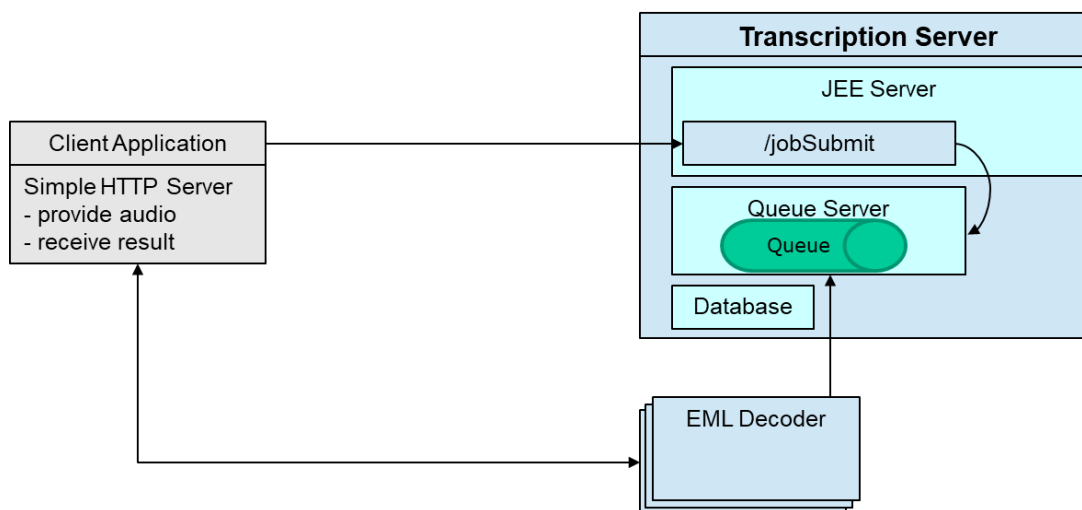 Transcription Server
JEE Server
/jobSubmit
Client Application
Simple HTTP Server
- provide audio
- receive result
Queue Server
Queue
Database
EML Decoder